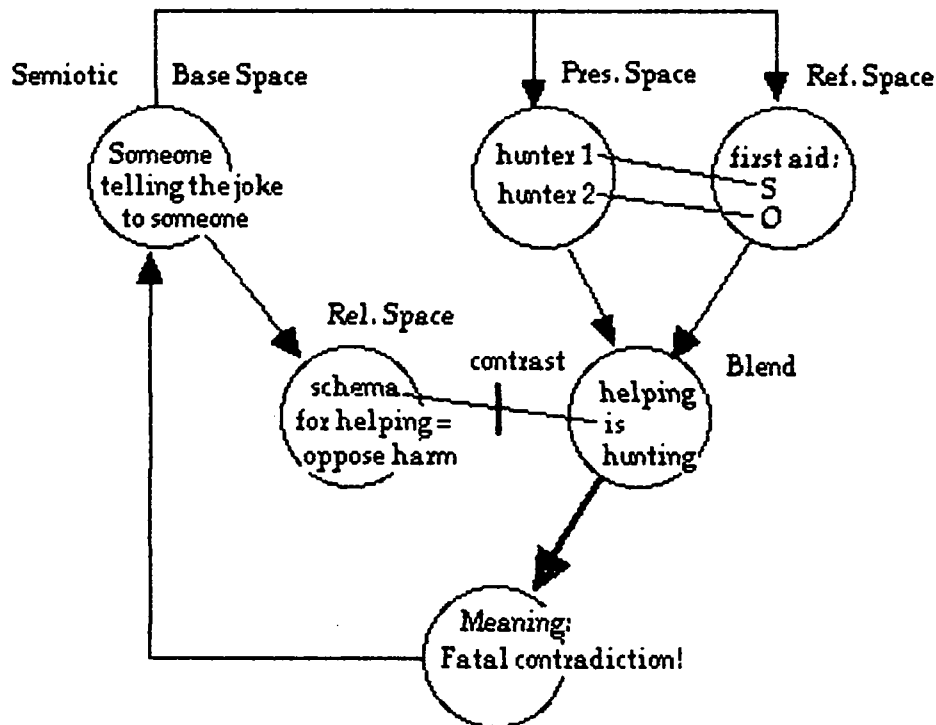 Semiotic Base Space
Pres. Space
Ref. Space
Someone
telling the joke
to someone
hunter 1
hunter 2
first aid:
S
O
Rel. Space
contrast
Blend
schema
for helping =
oppose harm
helping
is
hunting
Meaning:
Fatal contradiction!